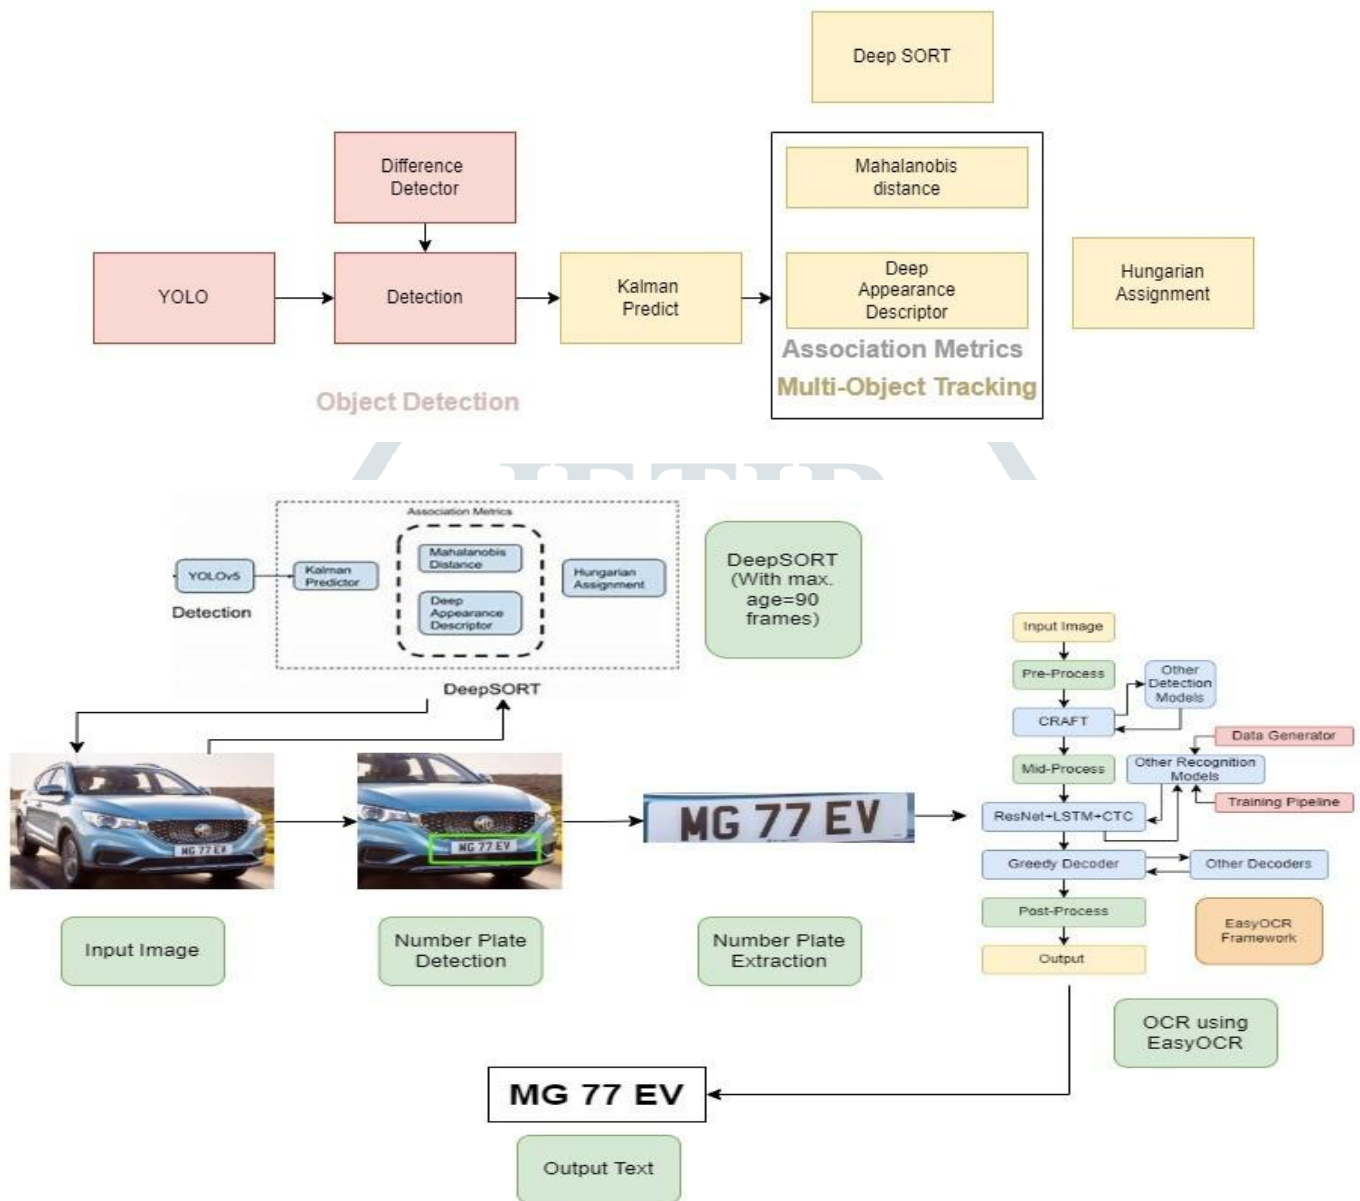 Deep SORT
Difference
Detector
Mahalanobis
distance
YOLO
Detection
Kalman
Predict
Deep
Appearance
Descriptor
Hungarian
Assignment
Association Metrics
Multi-Object Tracking
Object Detection
Association Metrics
YOLOv5
Detection
Kalman
Predictor
Mahalanobis
Distance
Deep
Appearance
Descriptor
Hungarian
Assignment
DeepSORT
DeepSORT
(With max.
age=90
frames)
Input Image
Pre-Process
CRAFT
Other
Detection
Models
Mid-Process
Data Generator
Other Recognition
Models
Training Pipeline
ResNet+LSTM+CTC
Greedy Decoder
Other Decoders
Post-Process
EasyOCR
Framework
Output
MG 77 EV
MG 77 EV
MG 77 EV
Input Image
Number Plate
Detection
Number Plate
Extraction
OCR using
EasyOCR
MG 77 EV
Output Text